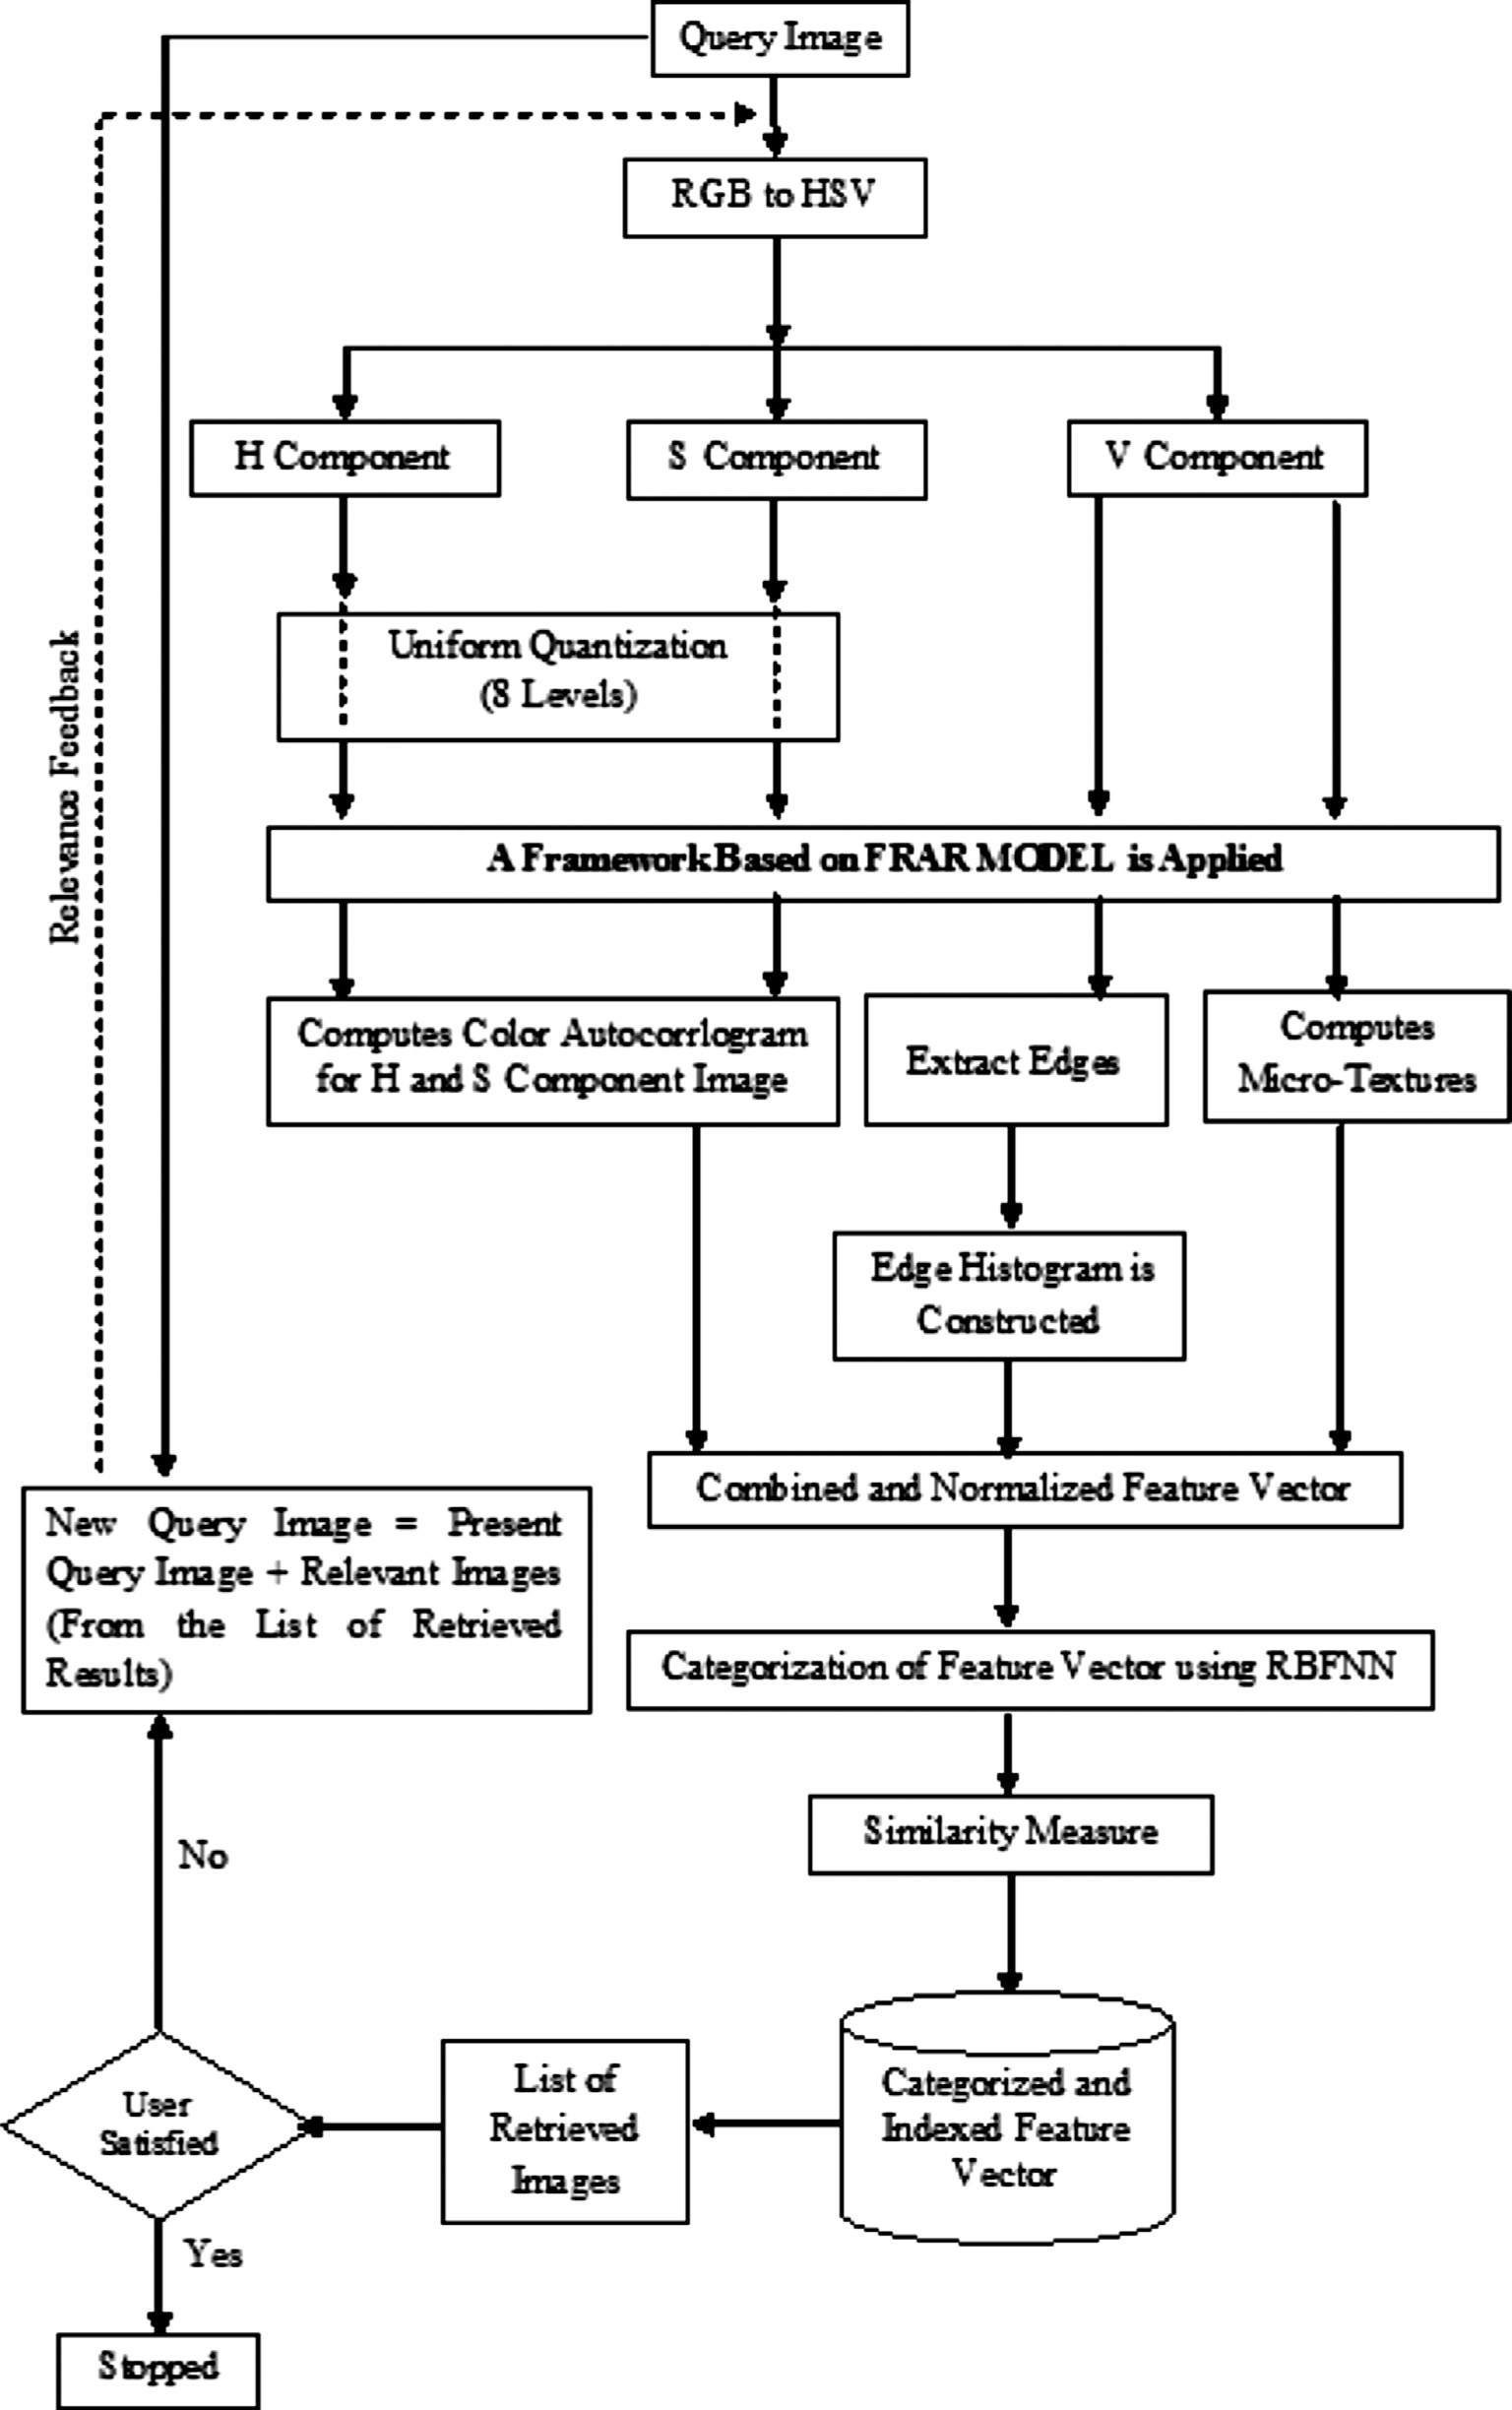 Query Image
RGB to HSV
H Component
S Component
V Component
Uniform Quantization
(8 Levels)
Relevance Feedback
A Framework Based on FRAR MODEL is Applied
Computes Color Autocorrlogram
for H and S Component Image
Extract Edges
Computes
Micro-Textures
Edge Histogram is
Constructed
Combined and Normalized Feature Vector
New Query Image = Present
Query Image + Relevant Images
(From the List of Retrieved
Results)
Categorization of Feature Vector using RBFNN
Similarity Measure
No
Categorized and
Indexed Feature
Vector
List of
Retrieved
Images
User
Satisfied
Yes
Stopped